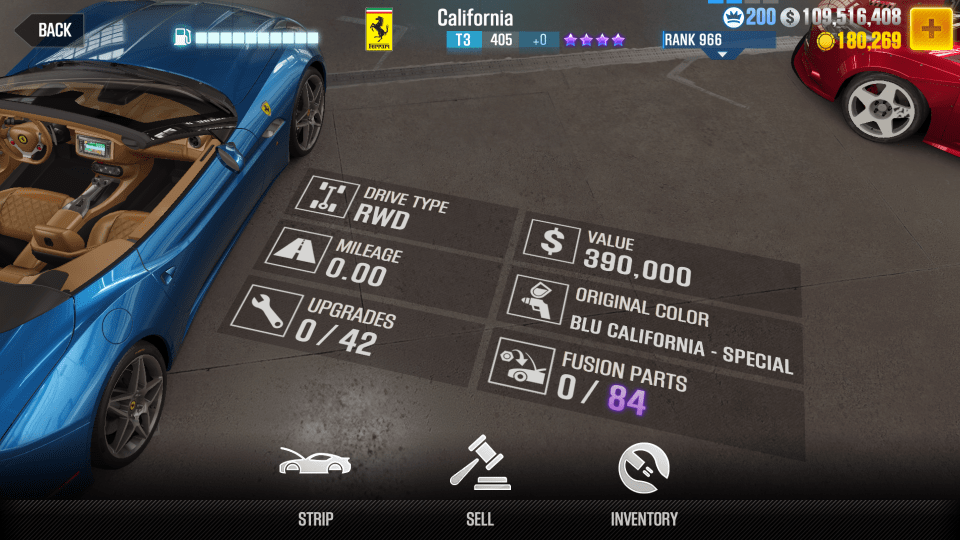 BACK
Ferrari
California
T3 405 +0
RANK 966
200 $ 109,516,408
180,269
DRIVE TYPE
RWD
MILEAGE
0.00
UPGRADES
0 / 42
$ VALUE
390,000
ORIGINAL COLOR
BLU CALIFORNIA - SPECIAL
FUSION PARTS
0 / 84
STRIP
SELL
INVENTORY